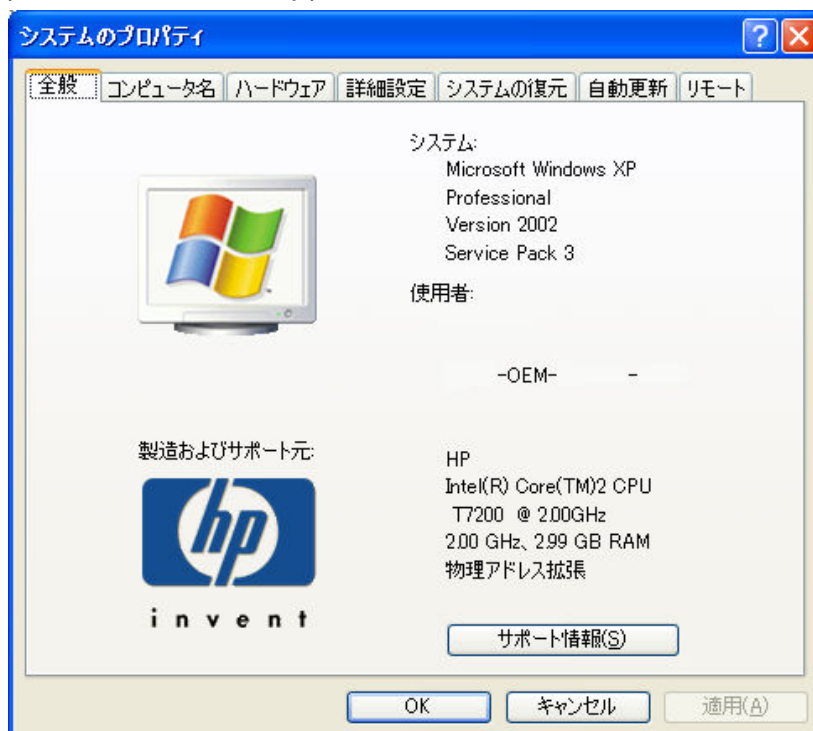 システムのプロパティ
全般 コンピュータ名 ハードウェア 詳細設定 システムの復元 自動更新 リモート
システム:
Microsoft Windows XP
Professional
Version 2002
Service Pack 3
使用者:
-OEM- -
製造およびサポート元:
hp
invent
HP
Intel(R) Core(TM)2 CPU
T7200 @ 2.00GHz
2.00 GHz、2.99 GB RAM
物理アドレス拡張
サポート情報(S)
OK キャンセル 適用(A)